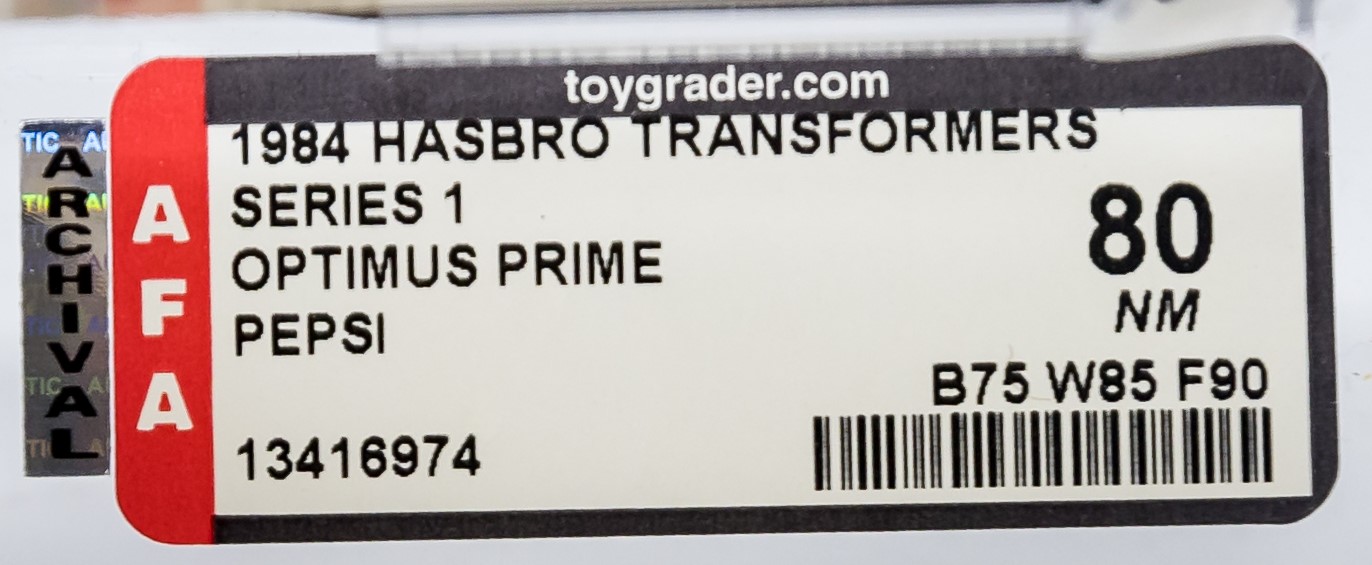 toygrader.com
1984 HASBRO TRANSFORMERS
SERIES 1
OPTIMUS PRIME
PEPSI
13416974
80
NM
B75 W85 F90
AFA
ARCHIVAL